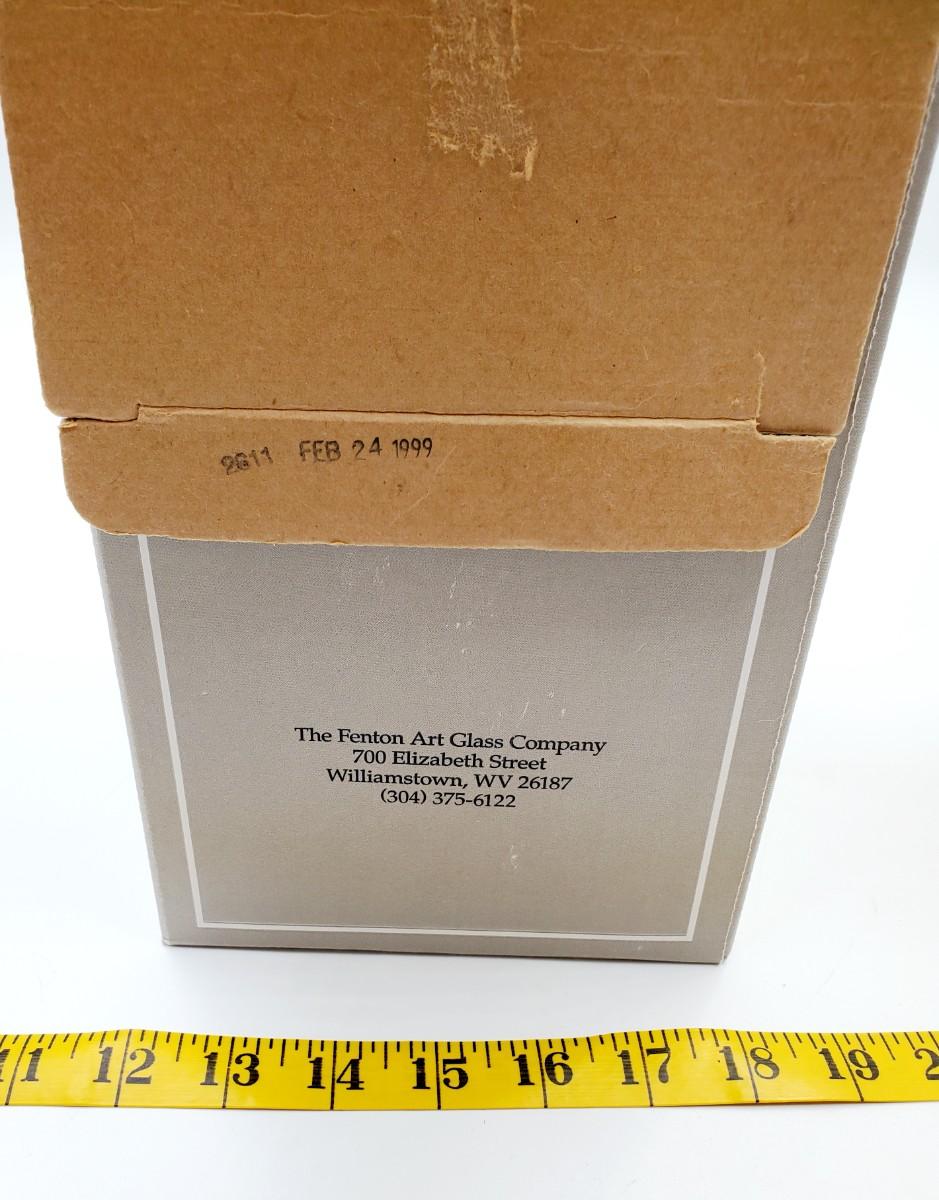 2611 FEB 24 1999
The Fenton Art Glass Company
700 Elizabeth Street
Williamstown, WV 26187
(304) 375-6122
11 12 13 14 15 16 17 18 19 2